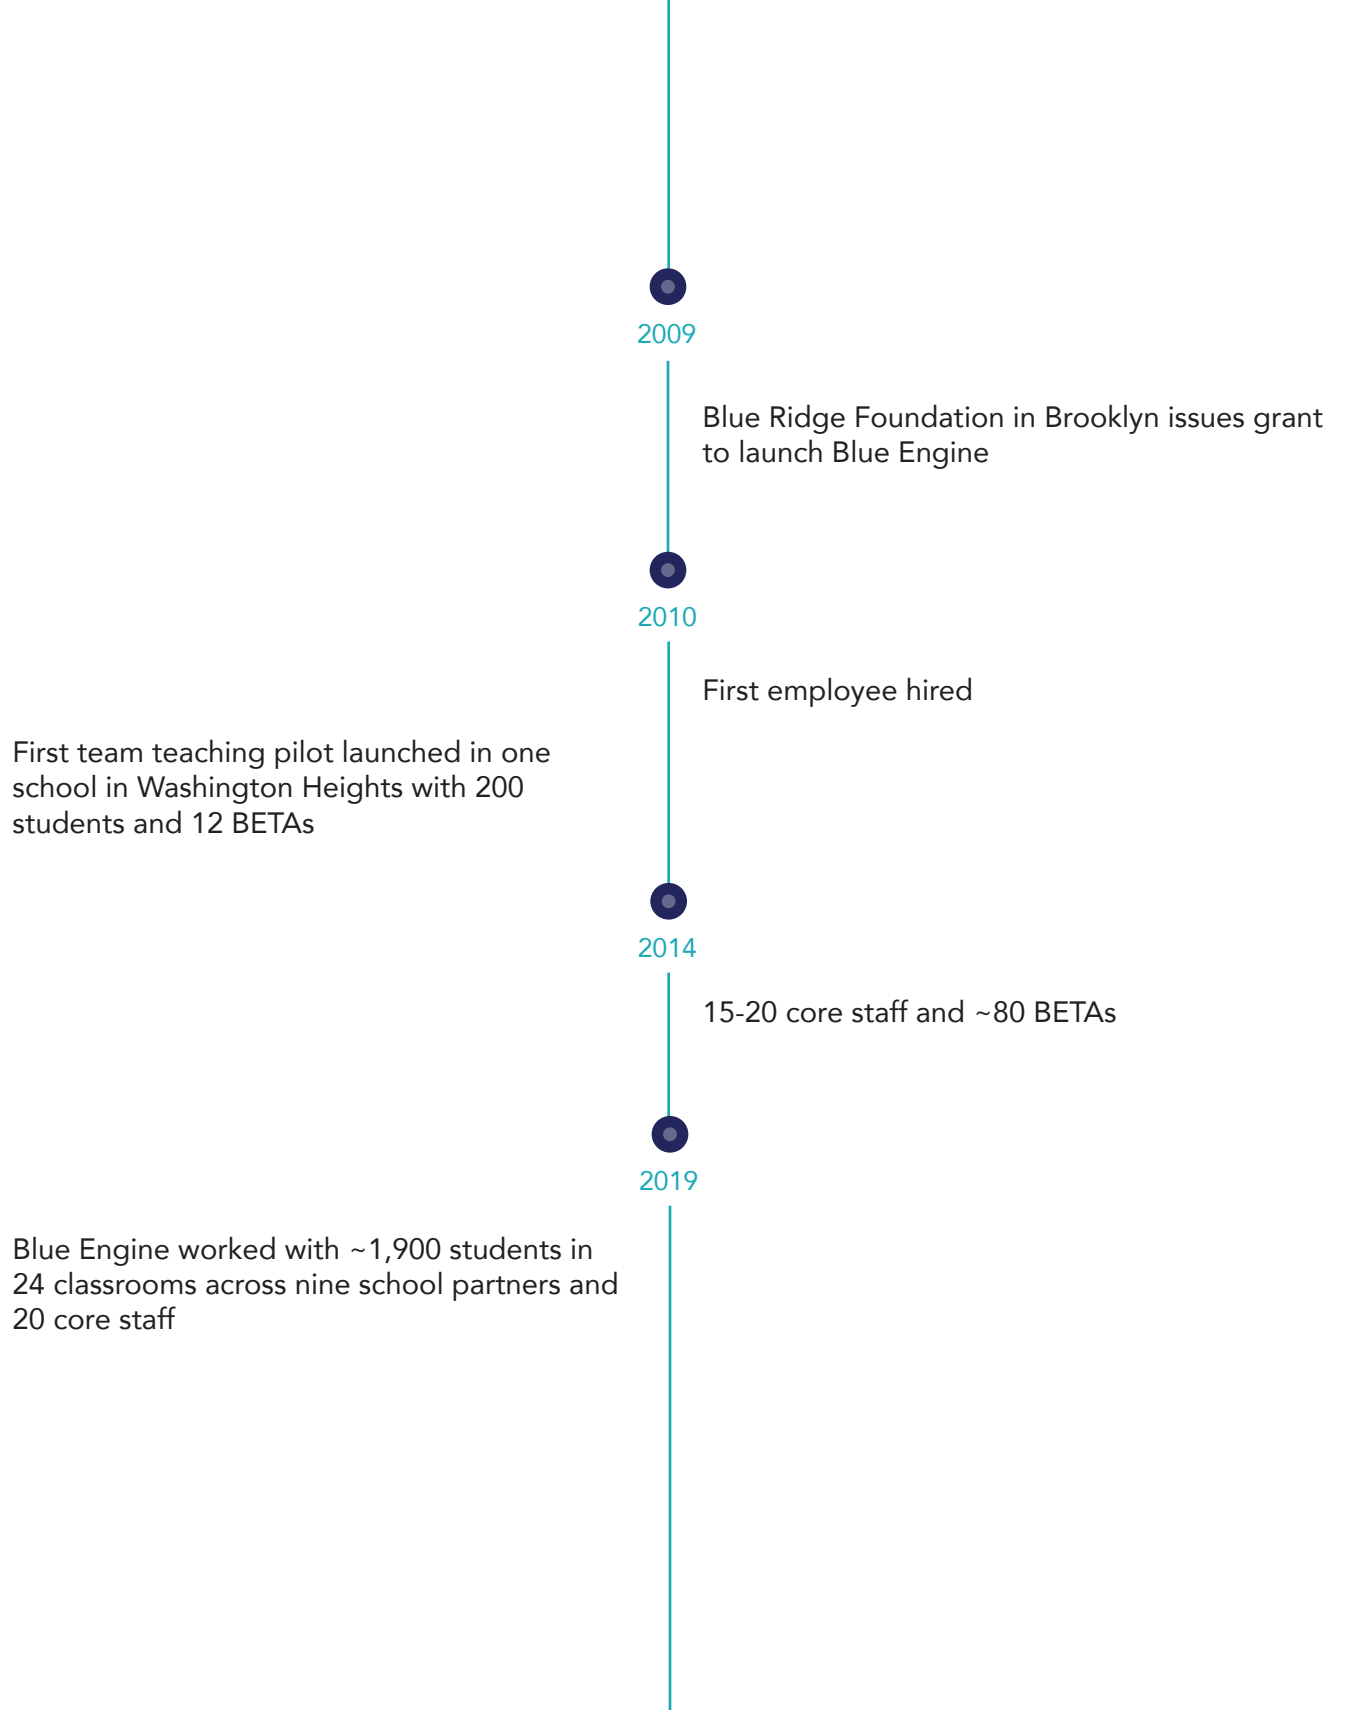 2009
Blue Ridge Foundation in Brooklyn issues grant
to launch Blue Engine
2010
First employee hired
First team teaching pilot launched in one
school in Washington Heights with 200
students and 12 BETAs
2014
15-20 core staff and ~80 BETAs
2019
Blue Engine worked with ~1,900 students in
24 classrooms across nine school partners and
20 core staff